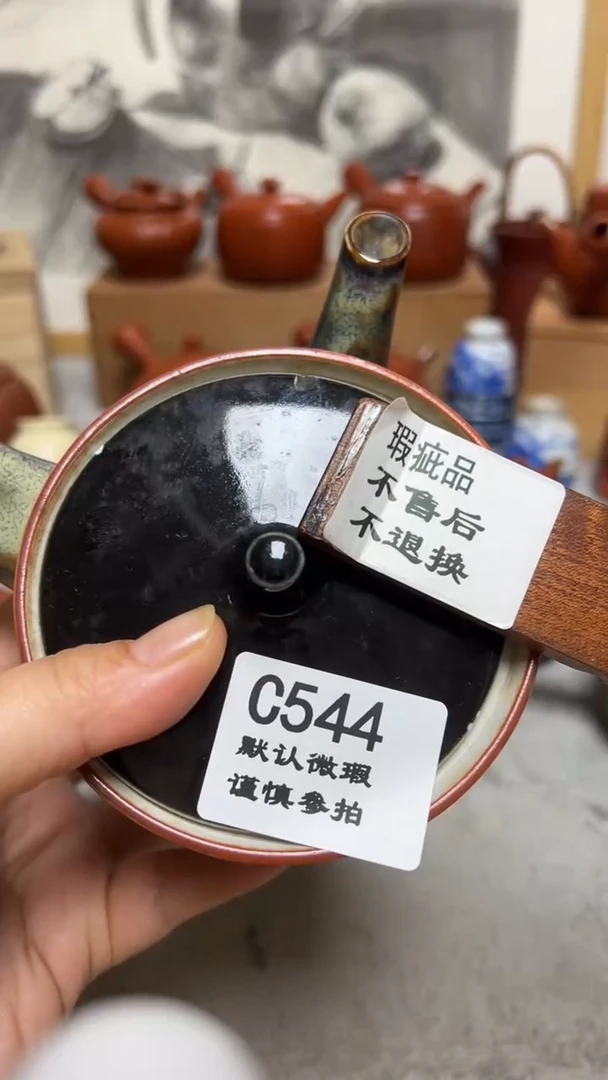 瑕疵品
不售后
不退换
C544
默认微瑕
谨慎参拍